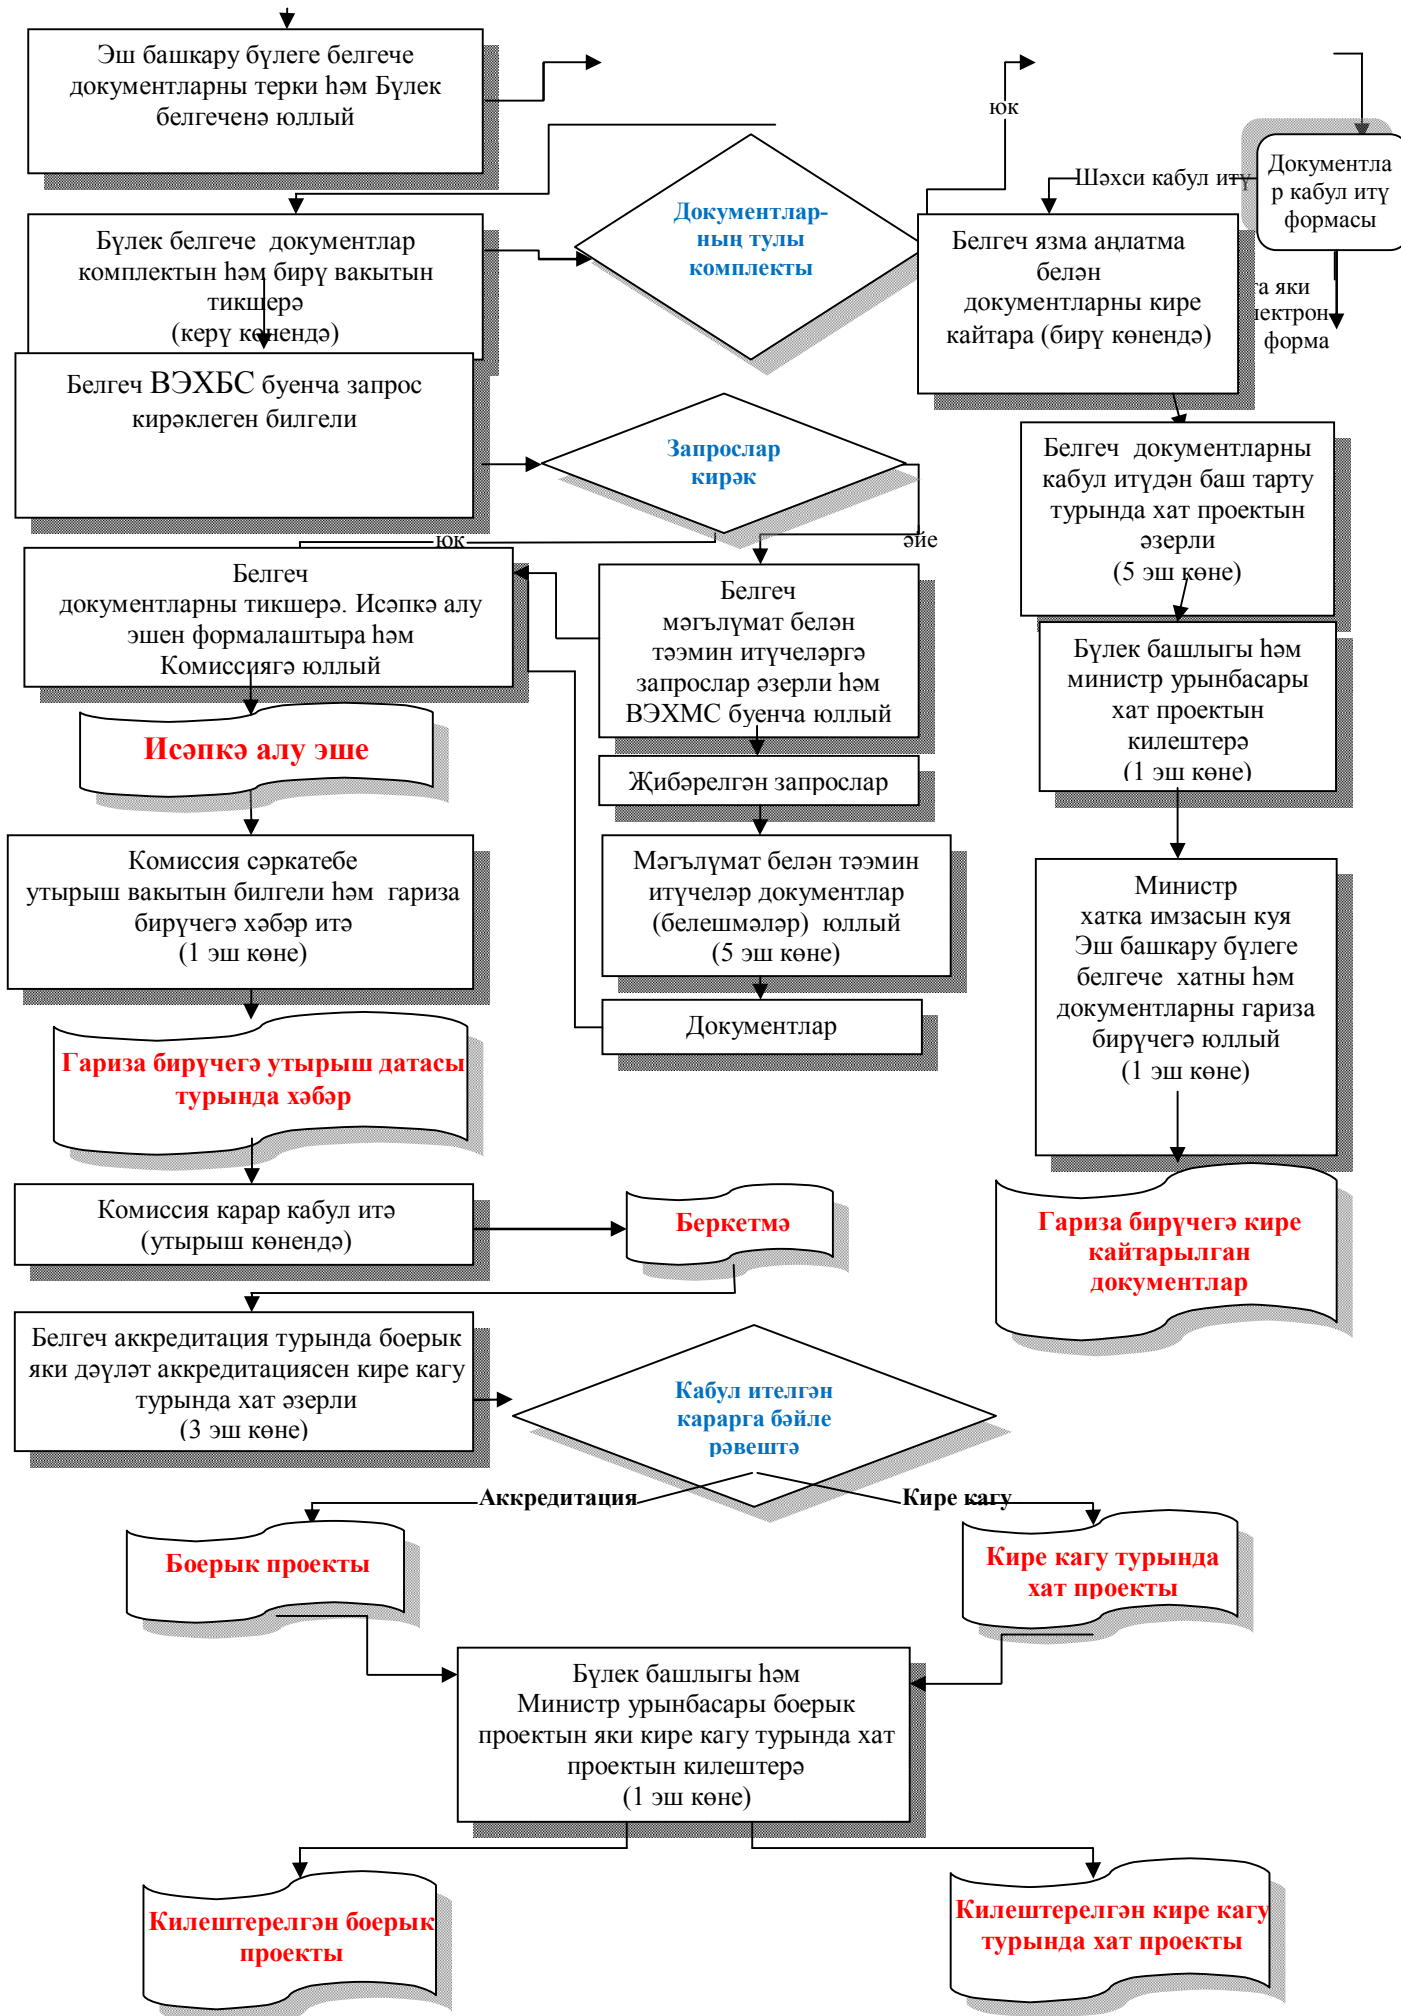 Эш башкару бүлеге белгече
документларны терки һәм Бүлек
белгеченә юллый
юк
Шәхси кабул итү
Документла
р кабул итү
формасы
Документлар-
ның тулы
комплекты
Бүлек белгече документлар
комплектын һәм бирү вакытын
тикшерә
(керү көнендә)
Белгеч язма аңлатма
белән
документларны кире
кайтара (бирү көнендә)
яки
форма
Белгеч ВЭХБС буенча запрос
кирәклеген билгели
Запрослар
кирәк
Белгеч документларны
кабул итүдән баш тарту
турында хат проектын
әзерли
(5 эш көне)
юк
әйе
Белгеч
документларны тикшерә. Исәпкә алу
эшен формалаштыра һәм
Комиссиягә юллый
Белгеч
мәгълүмат белән
тәэмин итүчеләргә
запрослар әзерли һәм
ВЭХМС буенча юллый
Бүлек башлыгы һәм
министр урынбасары
хат проектын
килештерә
(1 эш көне)
Исәпкә алу эше
Җибәрелгән запрослар
Комиссия сәркатебе
утырыш вакытын билгели һәм гариза
бирүчегә хәбәр итә
(1 эш көне)
Мәгълүмат белән тәэмин
итүчеләр документлар
(белешмәләр) юллый
(5 эш көне)
Министр
хатка имзасын куя
Эш башкару бүлеге
белгече хатны һәм
документларны гариза
бирүчегә юллый
(1 эш көне)
Документлар
Гариза бирүчегә утырыш датасы
турында хәбәр
Комиссия карар кабул итә
(утырыш көнендә)
Беркетмә
Гариза бирүчегә кире
кайтарылган
документлар
Белгеч аккредитация турында боерык
яки дәүләт аккредитациясен кире кагу
турында хат әзерли
(3 эш көне)
Кабул ителгән
карарга бәйле
рәвештә
Аккредитация
Кире кагу
Боерык проекты
Кире кагу турында
хат проекты
Бүлек башлыгы һәм
Министр урынбасары боерык
проектын яки кире кагу турында хат
проектын килештерә
(1 эш көне)
Килештерелгән боерык
проекты
Килештерелгән кире кагу
турында хат проекты